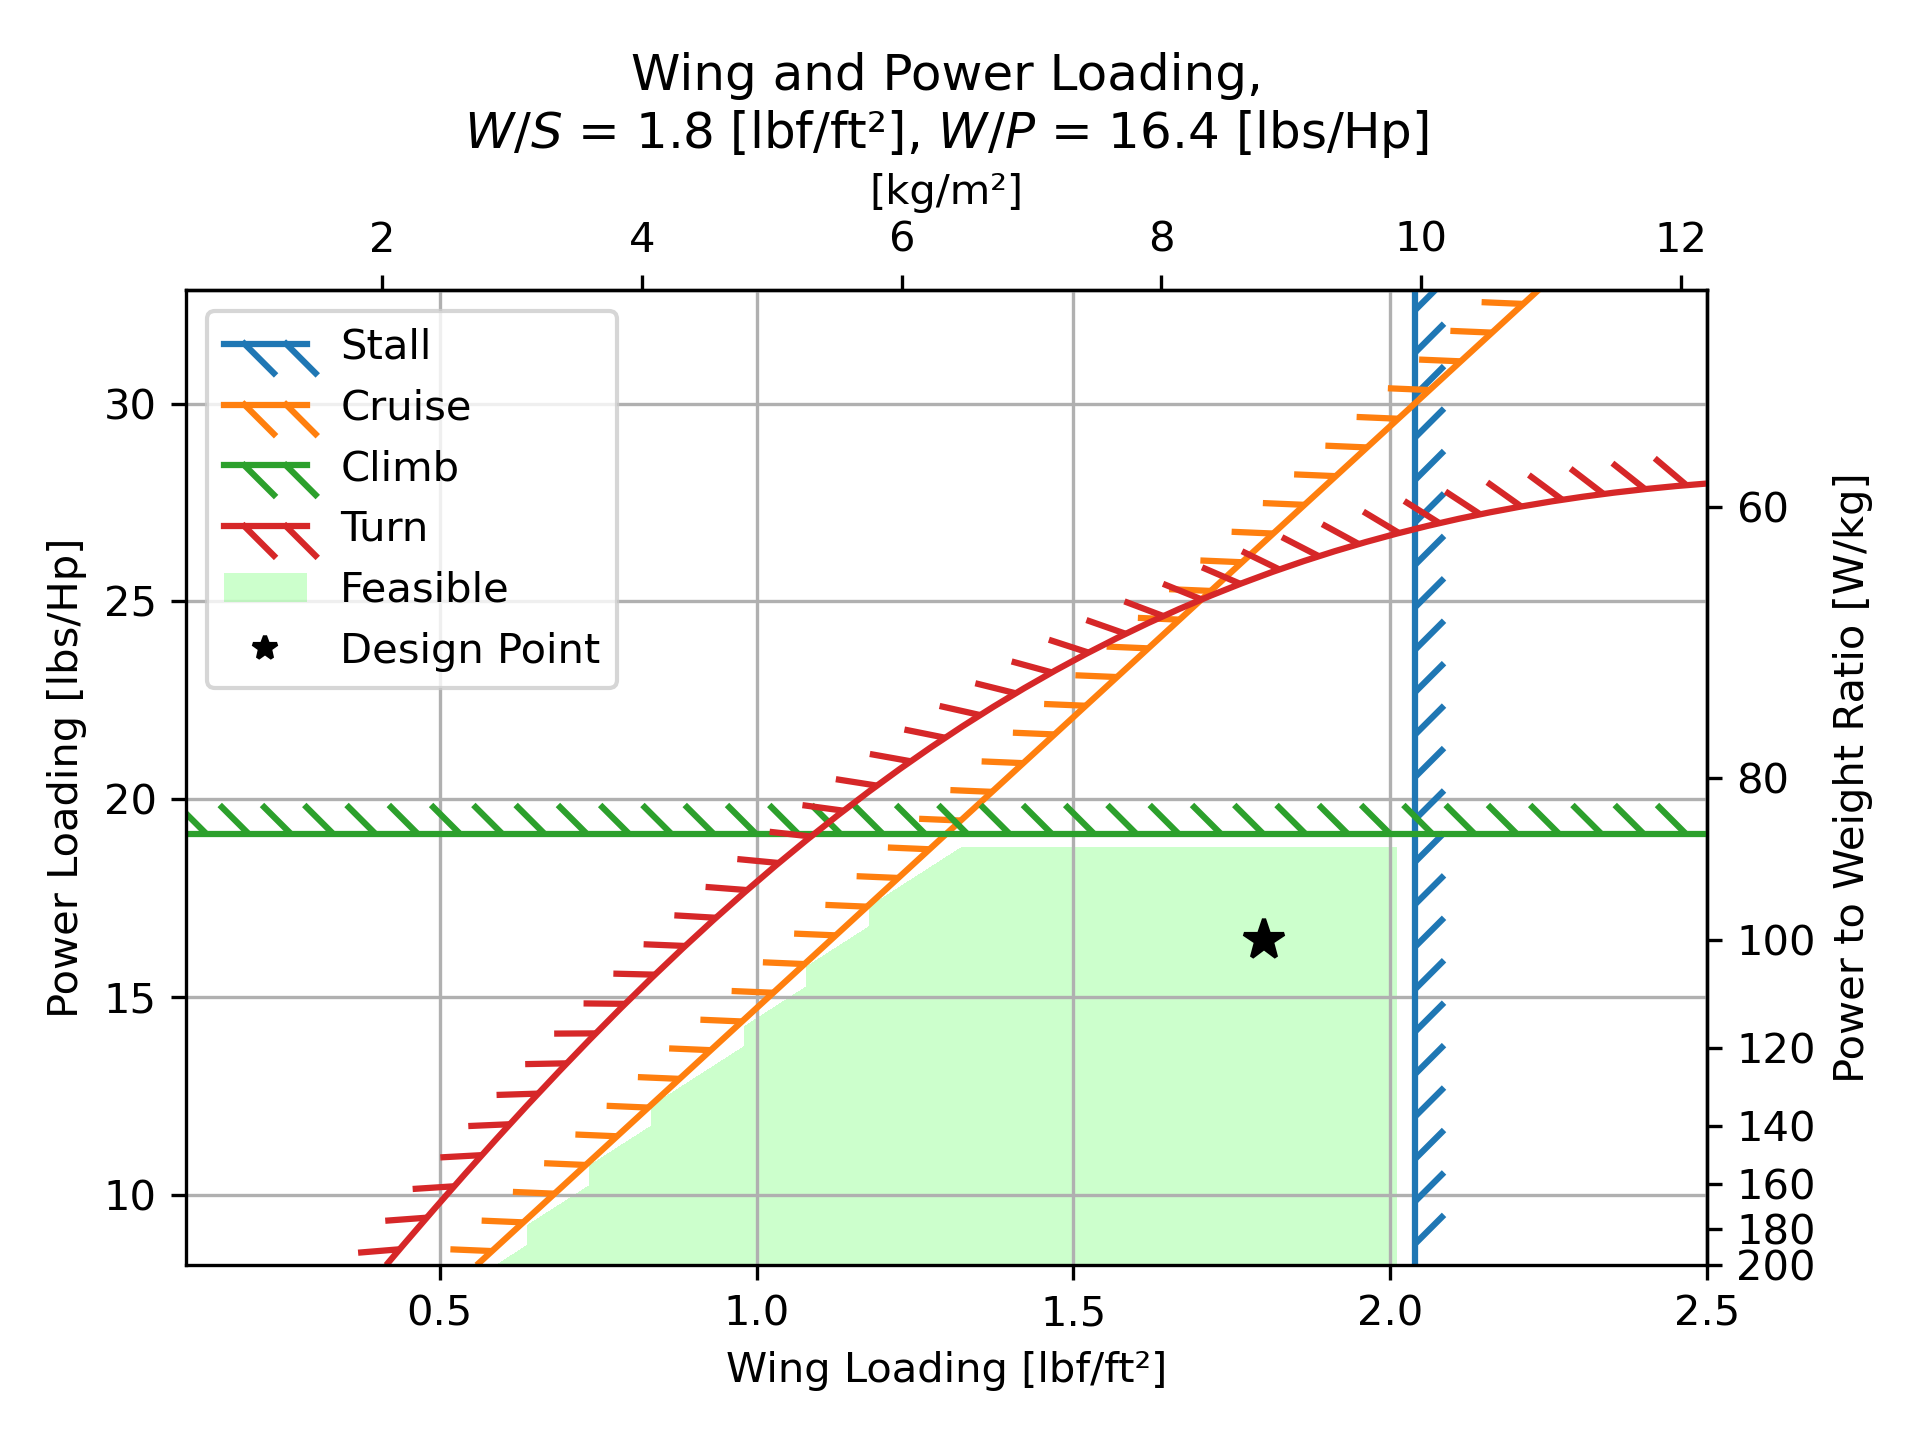 Wing and Power Loading,
W/S = 1.8 [lbf/ft²], W/P = 16.4 [lbs/Hp]
[kg/m²]
2 4 6 8 10 12
Stall
Cruise
Climb
Turn
Feasible
Design Point
30
25
20
15
10
Power Loading [lbs/Hp]
60
80
100
120
140
160
180
200
Power to Weight Ratio [W/kg]
0.5 1.0 1.5 2.0 2.5
Wing Loading [lbf/ft²]